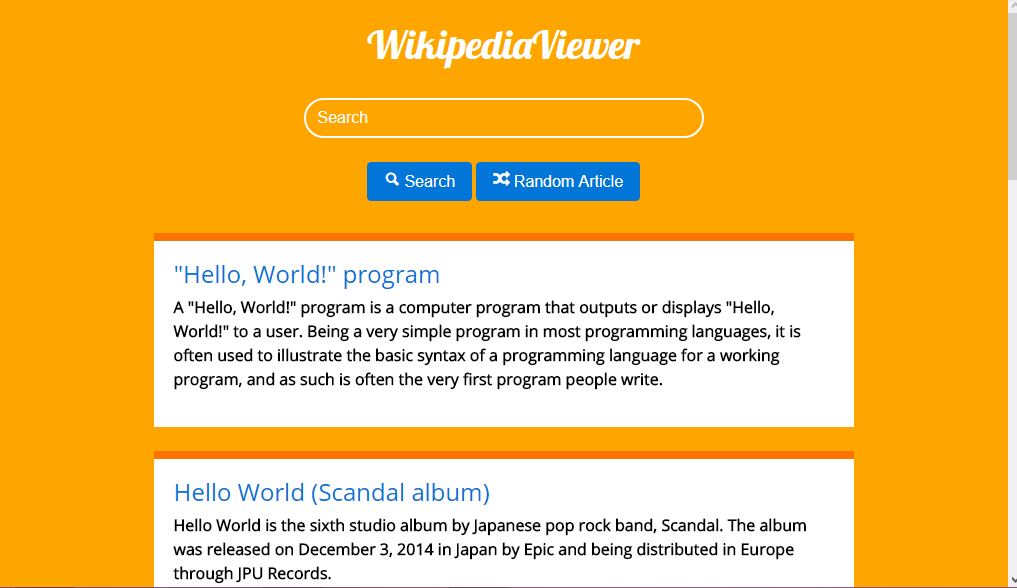 WikipediaViewer
Search
Search Random Article
"Hello, World!" program
A "Hello, World!" program is a computer program that outputs or displays "Hello,
World!" to a user. Being a very simple program in most programming languages, it is
often used to illustrate the basic syntax of a programming language for a working
program, and as such is often the very first program people write.
Hello World (Scandal album)
Hello World is the sixth studio album by Japanese pop rock band, Scandal. The album
was released on December 3, 2014 in Japan by Epic and being distributed in Europe
through JPU Records.